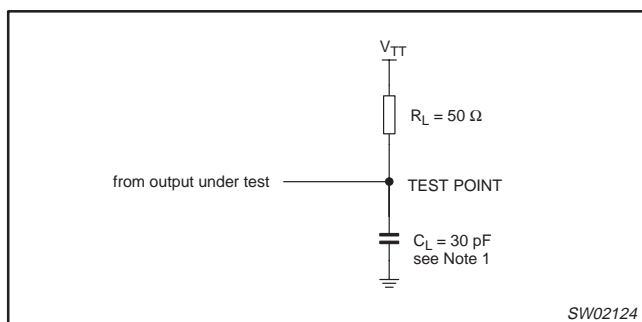 V_TT
R_L = 50 Ω
from output under test
TEST POINT
C_L = 30 pF
see Note 1
SW02124